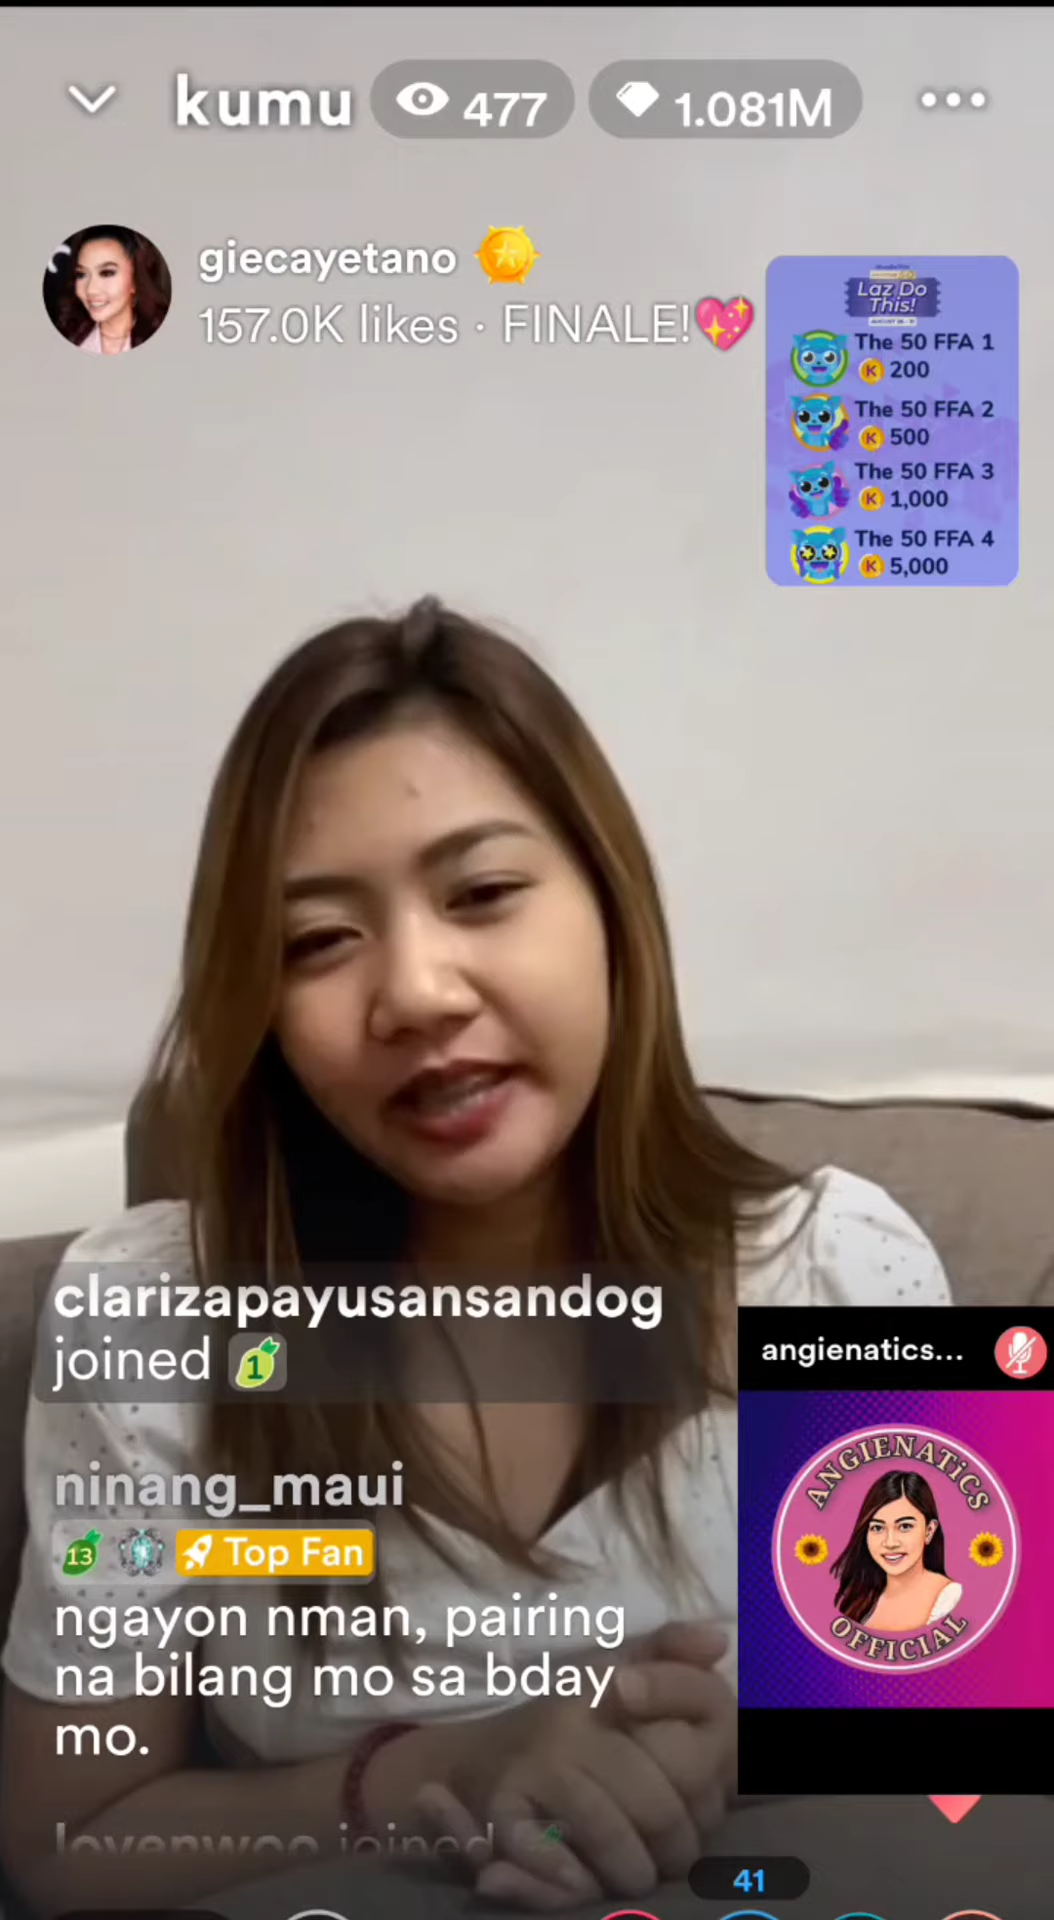 kumu
477
1.081M
giecayetano
157.0K likes · FINALE!💖
Laz Do
This!
The 50 FFA 1
K 200
The 50 FFA 2
K 500
The 50 FFA 3
K 1,000
The 50 FFA 4
K 5,000
clarizapayusansandog
joined 1
angienatics...
ANGIENATiCS
OFFICIAL
ninang_maui
13 Top Fan
ngayon nman, pairing
na bilang mo sa bday
mo.
joined
41